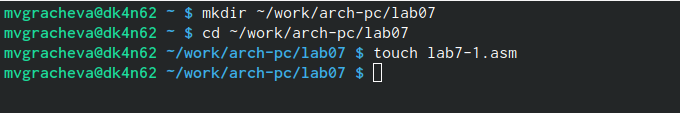 mvgracheva@dk4n62 ~ $ mkdir ~/work/arch-pc/lab07
mvgracheva@dk4n62 ~ $ cd ~/work/arch-pc/lab07
mvgracheva@dk4n62 ~/work/arch-pc/lab07 $ touch lab7-1.asm
mvgracheva@dk4n62 ~/work/arch-pc/lab07 $